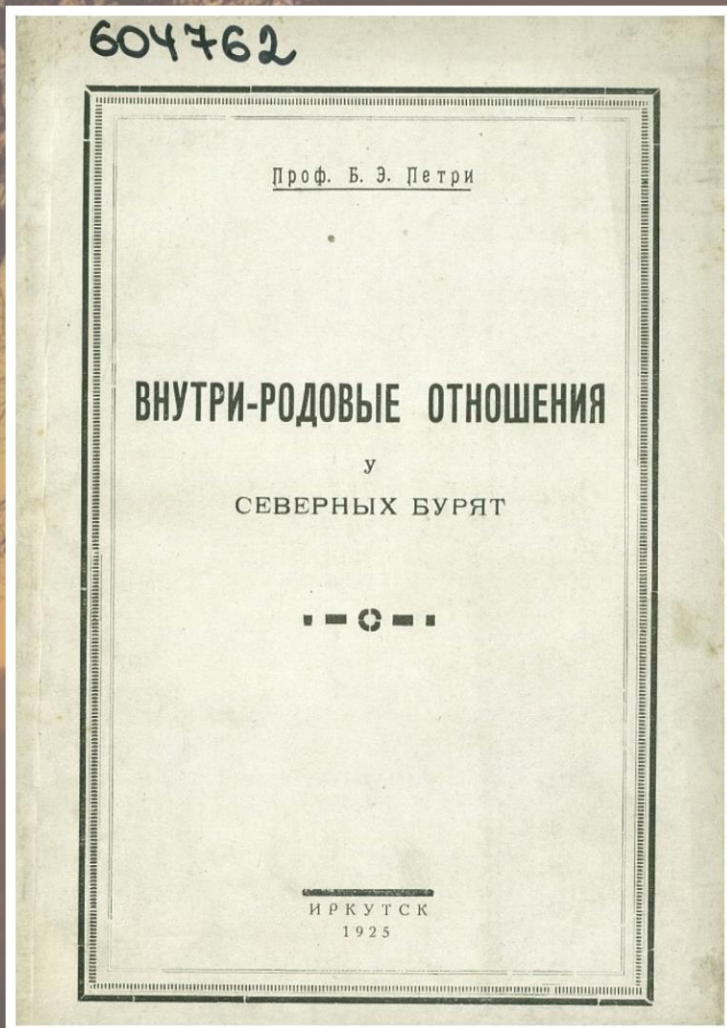 604762
Проф. Б. Э. Петри
ВНУТРИ-РОДОВЫЕ ОТНОШЕНИЯ
У
СЕВЕРНЫХ БУРЯТ
ИРКУТСК
1925